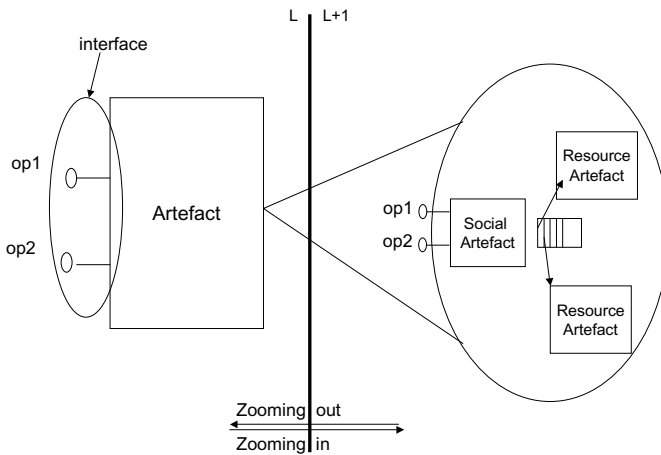 L
L+1
interface
op1
op2
Artefact
op1
op2
Social
Artefact
Resource
Artefact
Resource
Artefact
Zooming out
Zooming in